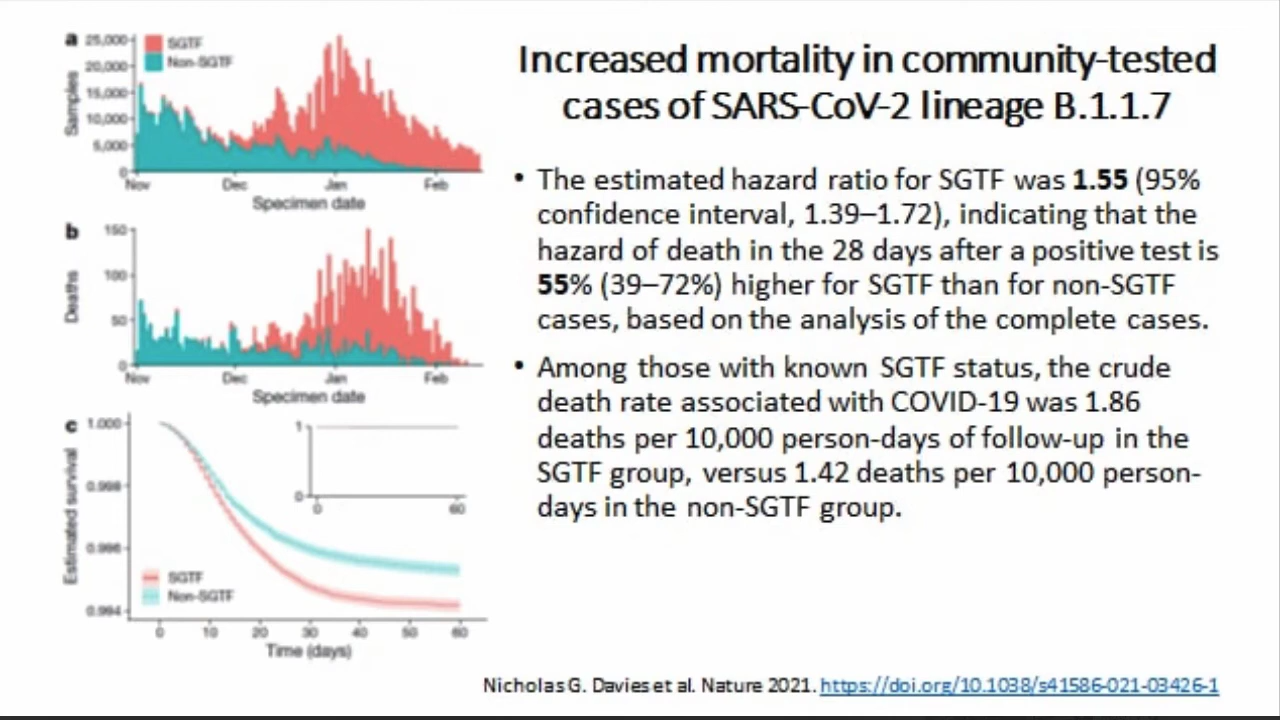 a
25,000
20,000
15,000
10,000
5,000
0
Samples
SGTF
Non-SGTF
Nov Dec Jan Feb
Specimen date
b
150
100
50
0
Deaths
Nov Dec Jan Feb
Specimen date
c
1.000
0.998
0.996
0.994
Estimated survival
1
0
0 60
SGTF
Non-SGTF
0 10 20 30 40 50 60
Time (days)
Increased mortality in community-tested
cases of SARS-CoV-2 lineage B.1.1.7
• The estimated hazard ratio for SGTF was 1.55 (95%
confidence interval, 1.39–1.72), indicating that the
hazard of death in the 28 days after a positive test is
55% (39–72%) higher for SGTF than for non-SGTF
cases, based on the analysis of the complete cases.
• Among those with known SGTF status, the crude
death rate associated with COVID-19 was 1.86
deaths per 10,000 person-days of follow-up in the
SGTF group, versus 1.42 deaths per 10,000 person-
days in the non-SGTF group.
Nicholas G. Davies et al. Nature 2021. https://doi.org/10.1038/s41586-021-03426-1